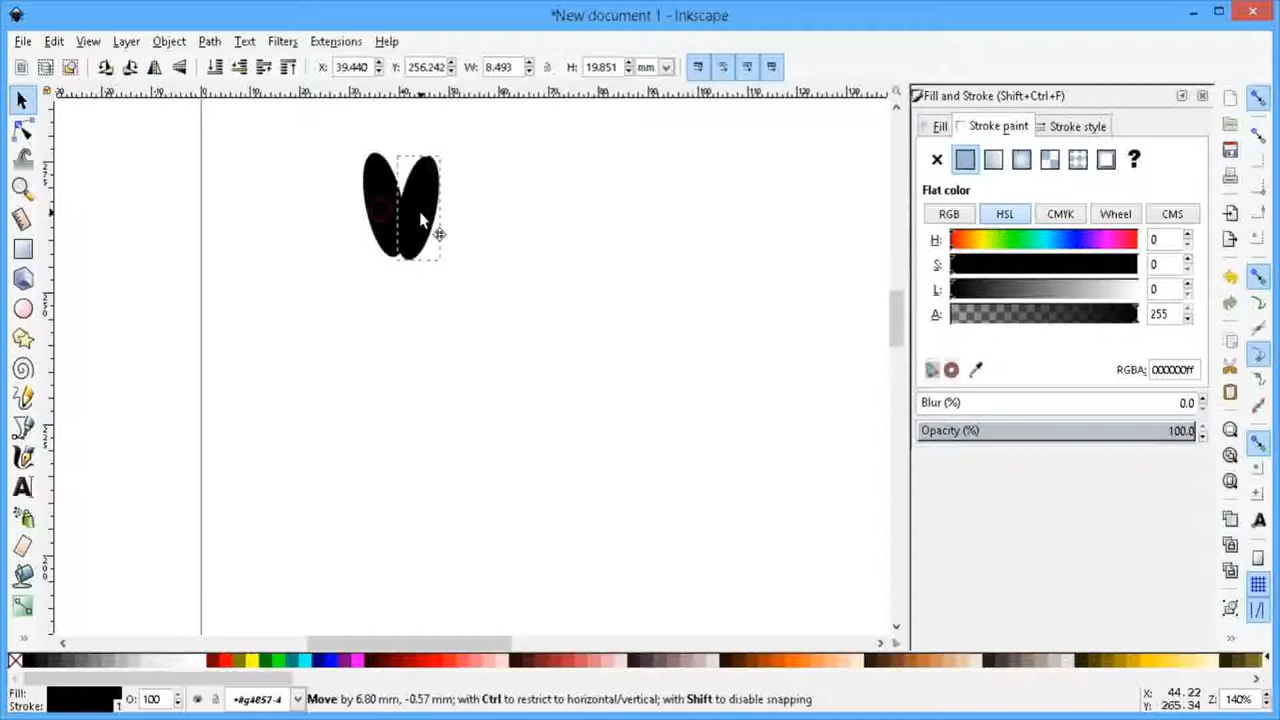 *New document 1 - Inkscape
File Edit View Layer Object Path Filters Text Extensions Help
X: 39.440 Y: 256.242 W: 8.493 H: 19.851 mm
Fill and Stroke (Shift+Ctrl+F)
Fill Stroke paint Stroke style
?
Flat color
RGB HSL CMYK Wheel CMS
H: 0
S: 0
L: 0
A: 255
RGBA: 000000ff
Blur (%) 0.0
Opacity (%) 100.0
Fill:
Stroke: 1
O: 100
•#g4857-4
Move by 6.80 mm, -0.57 mm; with Ctrl to restrict to horizontal/vertical; with Shift to disable snapping
X: 44.22
Y: 265.34
Z: 140%